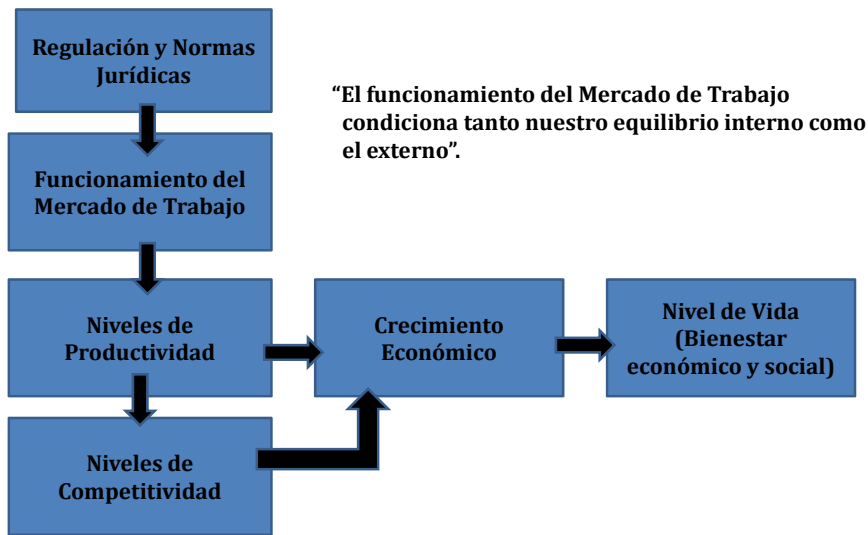 Regulación y Normas
Jurídicas
“El funcionamiento del Mercado de Trabajo
condiciona tanto nuestro equilibrio interno como
el externo”.
Funcionamiento del
Mercado de Trabajo
Niveles de
Productividad
Crecimiento
Económico
Nivel de Vida
(Bienestar
económico y social)
Niveles de
Competitividad